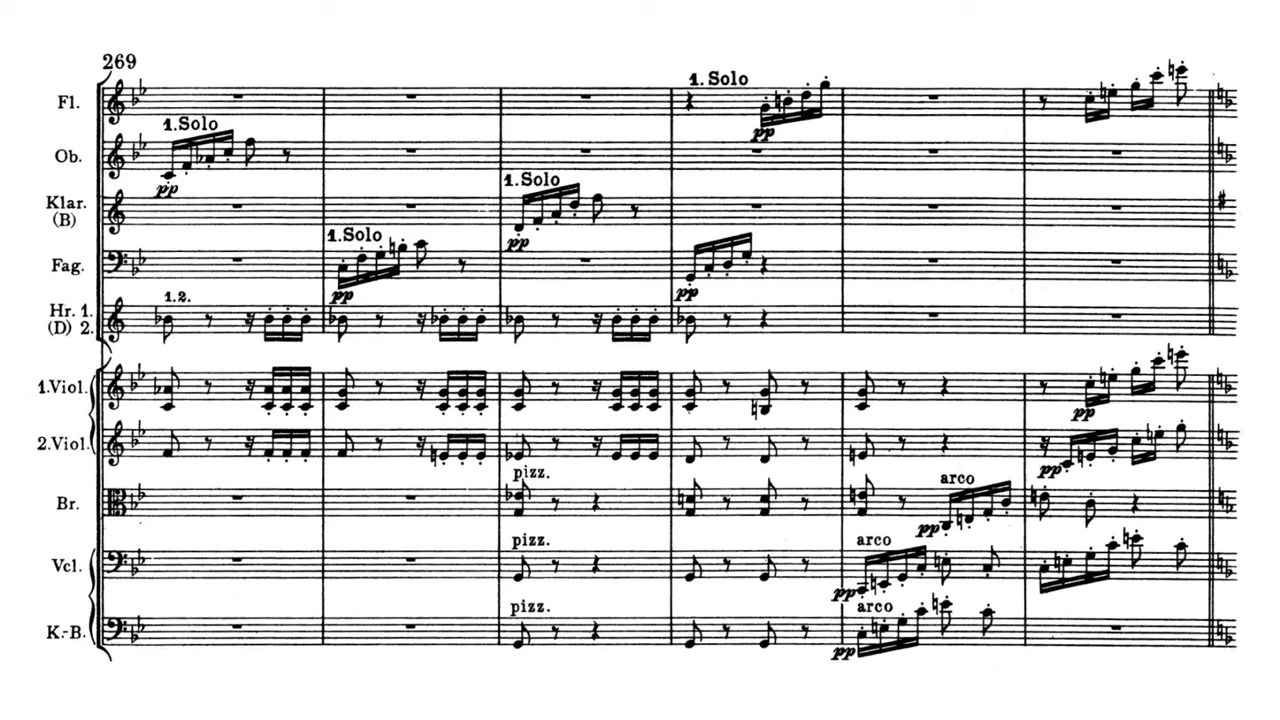 269
1. Solo
Fl.
1.Solo
Ob.
pp
pp
1.Solo
Klar.
(B)
pp
1.Solo
Fag.
pp
pp
Hr. 1.
(D) 2.
1.2.
1.Viol.
pp
2.Viol.
pp
pizz.
arco
Br.
pp
pizz.
arco
Vcl.
pp
pizz.
arco
K.-B.
pp